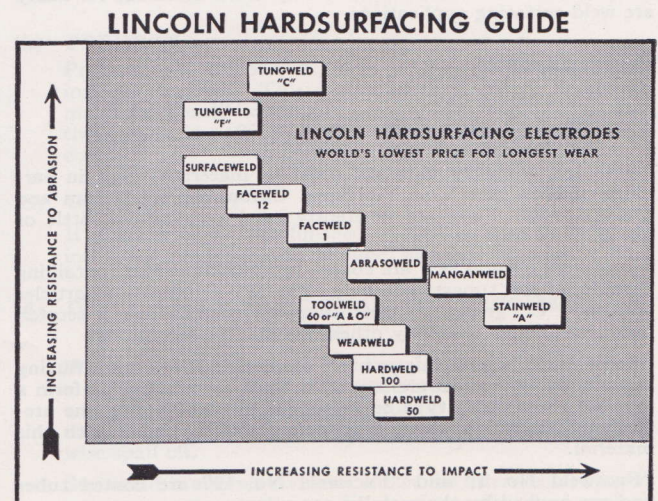 LINCOLN HARDSURFACING GUIDE
TUNGWELD
"C"
TUNGWELD
"F"
LINCOLN HARDSURFACING ELECTRODES
WORLD'S LOWEST PRICE FOR LONGEST WEAR
SURFACEWELD
FACEWELD
12
FACEWELD
1
ABRASOWELD
MANGANWELD
STAINWELD
"A"
TOOLWELD
60 or "A & O"
WEARWELD
HARDWELD
100
HARDWELD
50
INCREASING RESISTANCE TO ABRASION
INCREASING RESISTANCE TO IMPACT